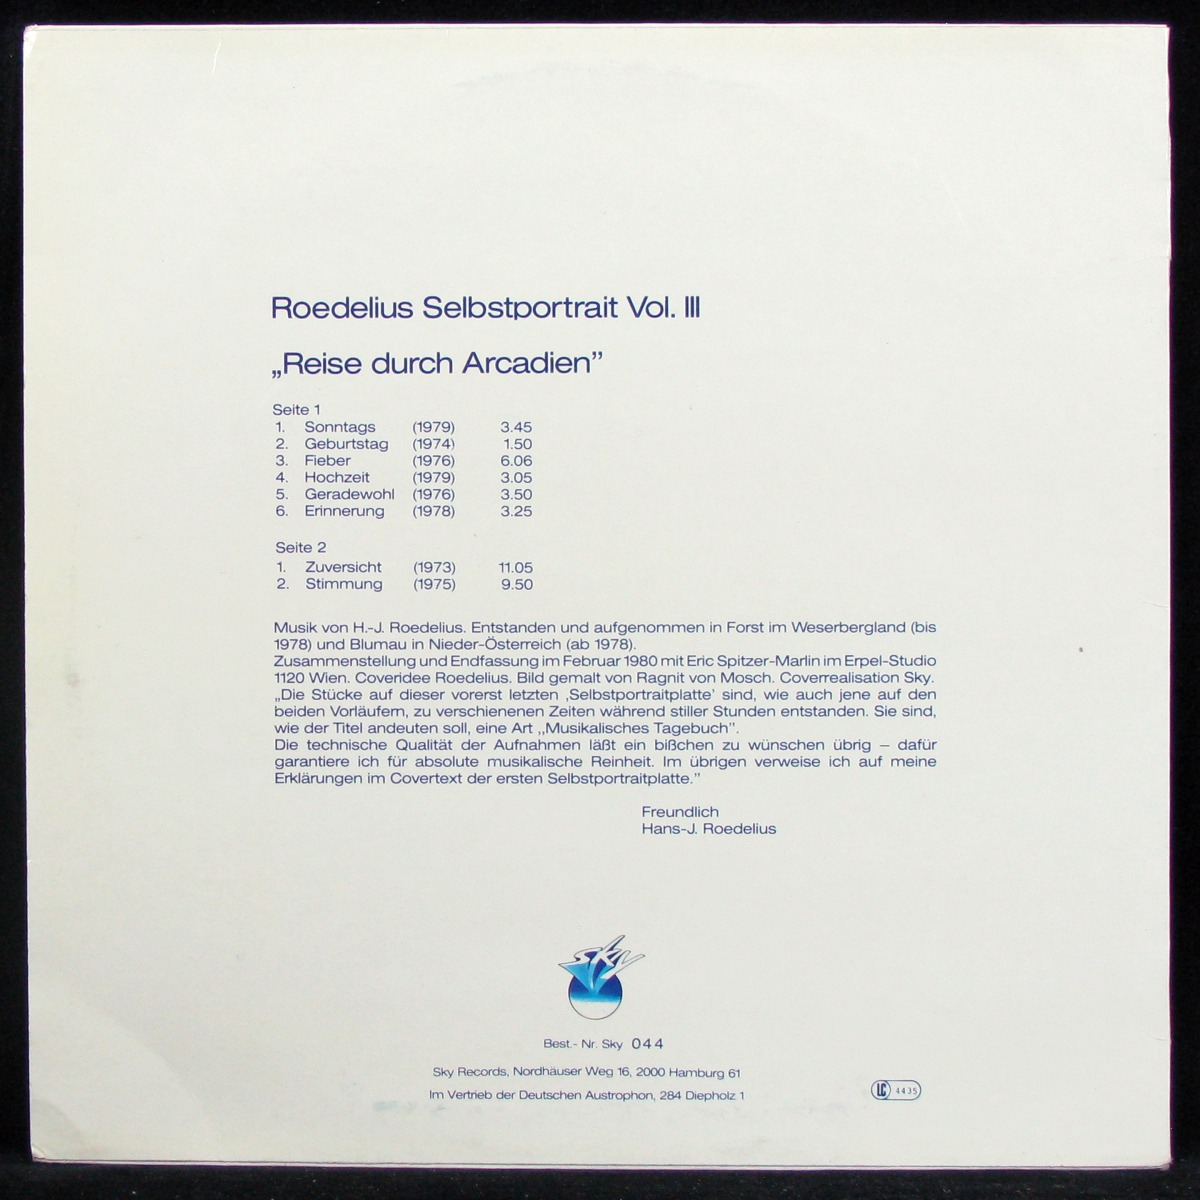 Roedelius Selbstportrait Vol. III
„Reise durch Arcadien”
Seite 1
1. Sonntags (1979) 3.45
2. Geburtstag (1974) 1.50
3. Fieber (1976) 6.06
4. Hochzeit (1979) 3.05
5. Geradewohl (1976) 3.50
6. Erinnerung (1978) 3.25
Seite 2
1. Zuversicht (1973) 11.05
2. Stimmung (1975) 9.50
Musik von H.-J. Roedelius. Entstanden und aufgenommen in Forst im Weserbergland (bis
1978) und Blumau in Nieder-Österreich (ab 1978).
Zusammenstellung und Endfassung im Februar 1980 mit Eric Spitzer-Marlin im Erpel-Studio
1120 Wien. Coveridee Roedelius. Bild gemalt von Ragnit von Mosch. Coverrealisation Sky.
„Die Stücke auf dieser vorerst letzten ‚Selbstportraitplatte’ sind, wie auch jene auf den
beiden Vorläufern, zu verschienenen Zeiten während stiller Stunden entstanden. Sie sind,
wie der Titel andeuten soll, eine Art „Musikalisches Tagebuch”.
Die technische Qualität der Aufnahmen läßt ein bißchen zu wünschen übrig – dafür
garantiere ich für absolute musikalische Reinheit. Im übrigen verweise ich auf meine
Erklärungen im Covertext der ersten Selbstportraitplatte.”
Freundlich
Hans-J. Roedelius
SKY
Best.- Nr. Sky 044
Sky Records, Nordhäuser Weg 16, 2000 Hamburg 61
Im Vertrieb der Deutschen Austrophon, 284 Diepholz 1
LC 4435